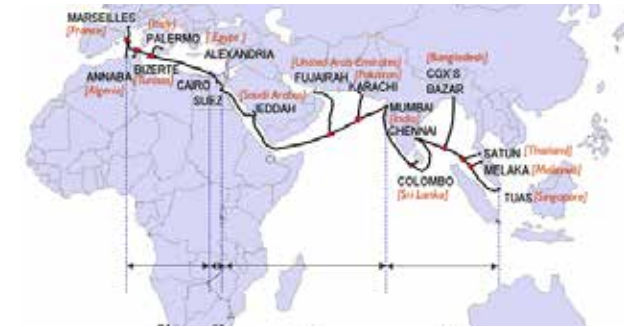 MARSEILLES
[France]
[Italy]
PALERMO
[Egypt]
ALEXANDRIA
ANNABA
[Algeria]
BIZERTE
[Tunisia]
CAIRO
SUEZ
[Saudi Arabia]
JEDDAH
[United Arab Emirates]
FUJAIRAH
[Pakistan]
KARACHI
[Bangladesh]
COX'S
BAZAR
MUMBAI
[India]
CHENNAI
COLOMBO
[Sri Lanka]
SATUN [Thailand]
MELAKA [Malaysia]
TUAS [Singapore]